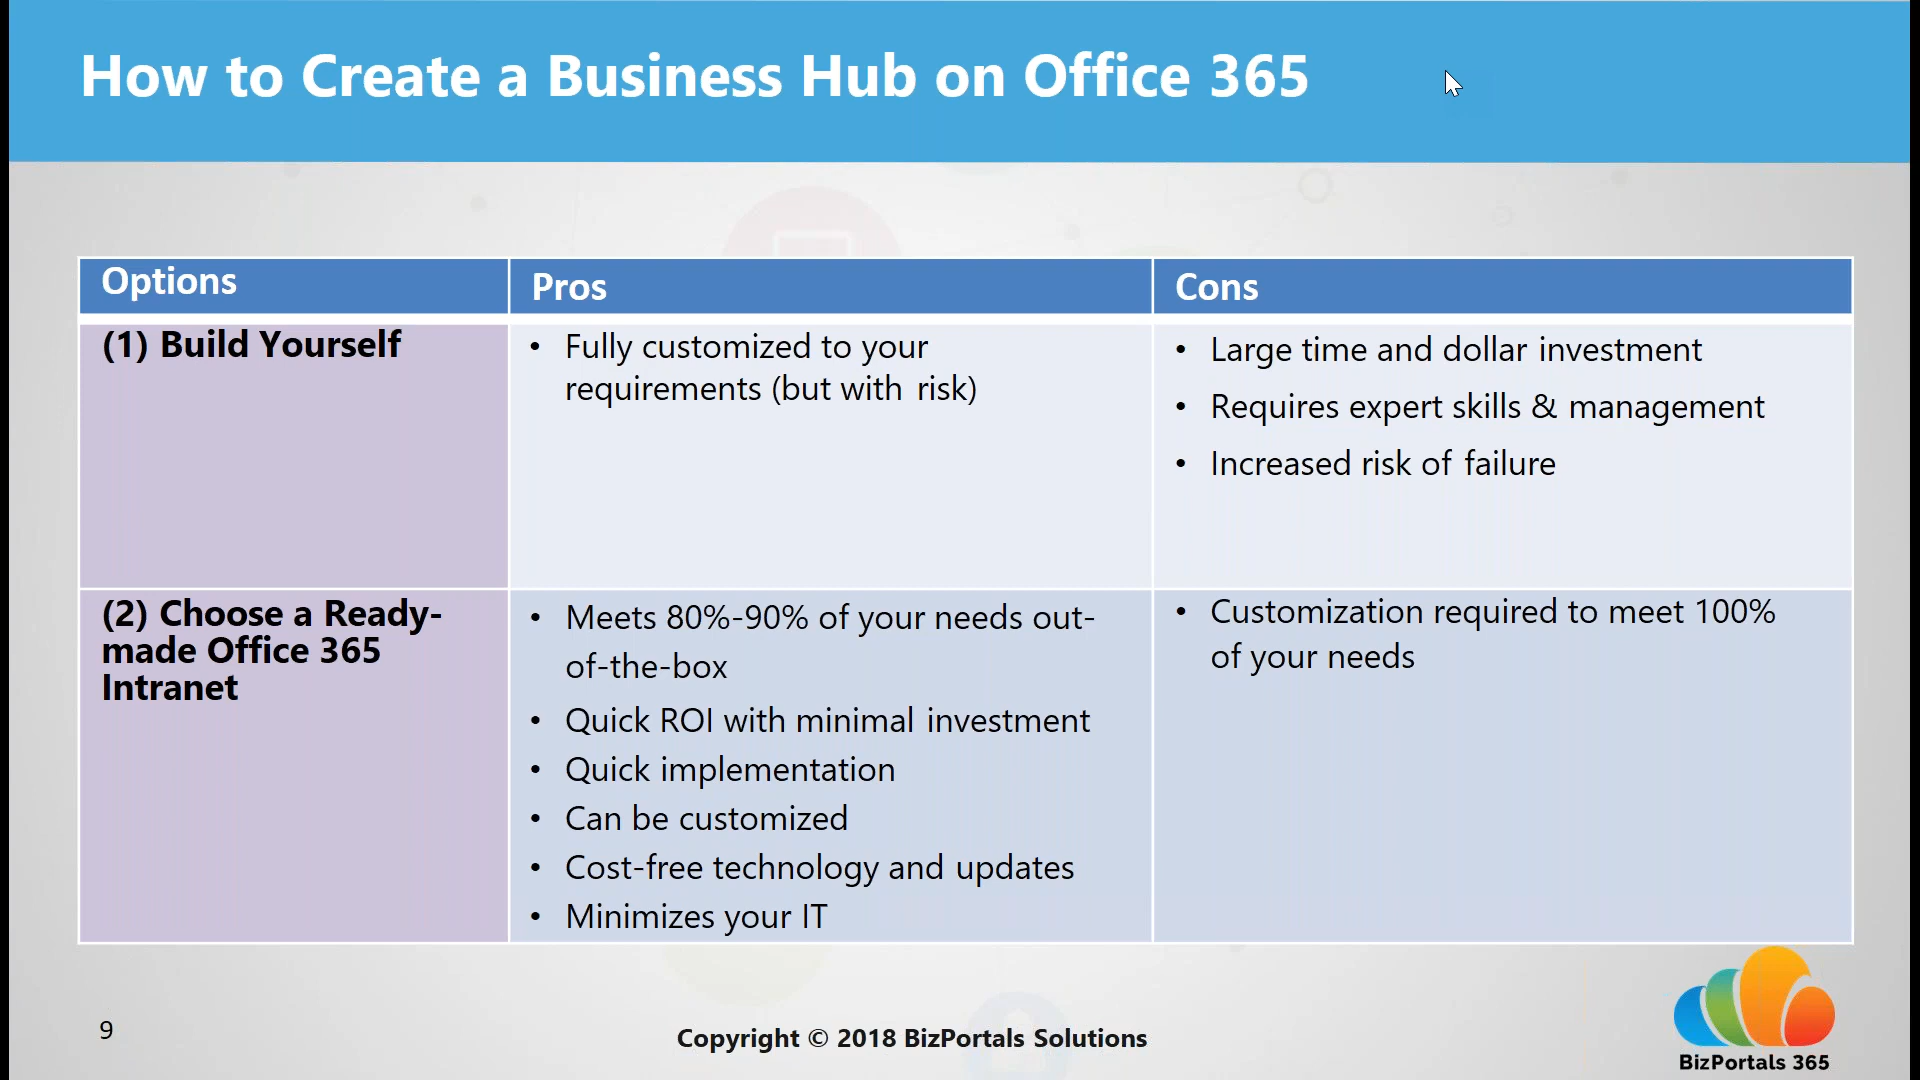 How to Create a Business Hub on Office 365
Options
Pros
Cons
(1) Build Yourself
• Fully customized to your
requirements (but with risk)
• Large time and dollar investment
• Requires expert skills & management
• Increased risk of failure
(2) Choose a Ready-
made Office 365
Intranet
• Meets 80%-90% of your needs out-
of-the-box
• Quick ROI with minimal investment
• Quick implementation
• Can be customized
• Cost-free technology and updates
• Minimizes your IT
• Customization required to meet 100%
of your needs
9
Copyright © 2018 BizPortals Solutions
BizPortals 365